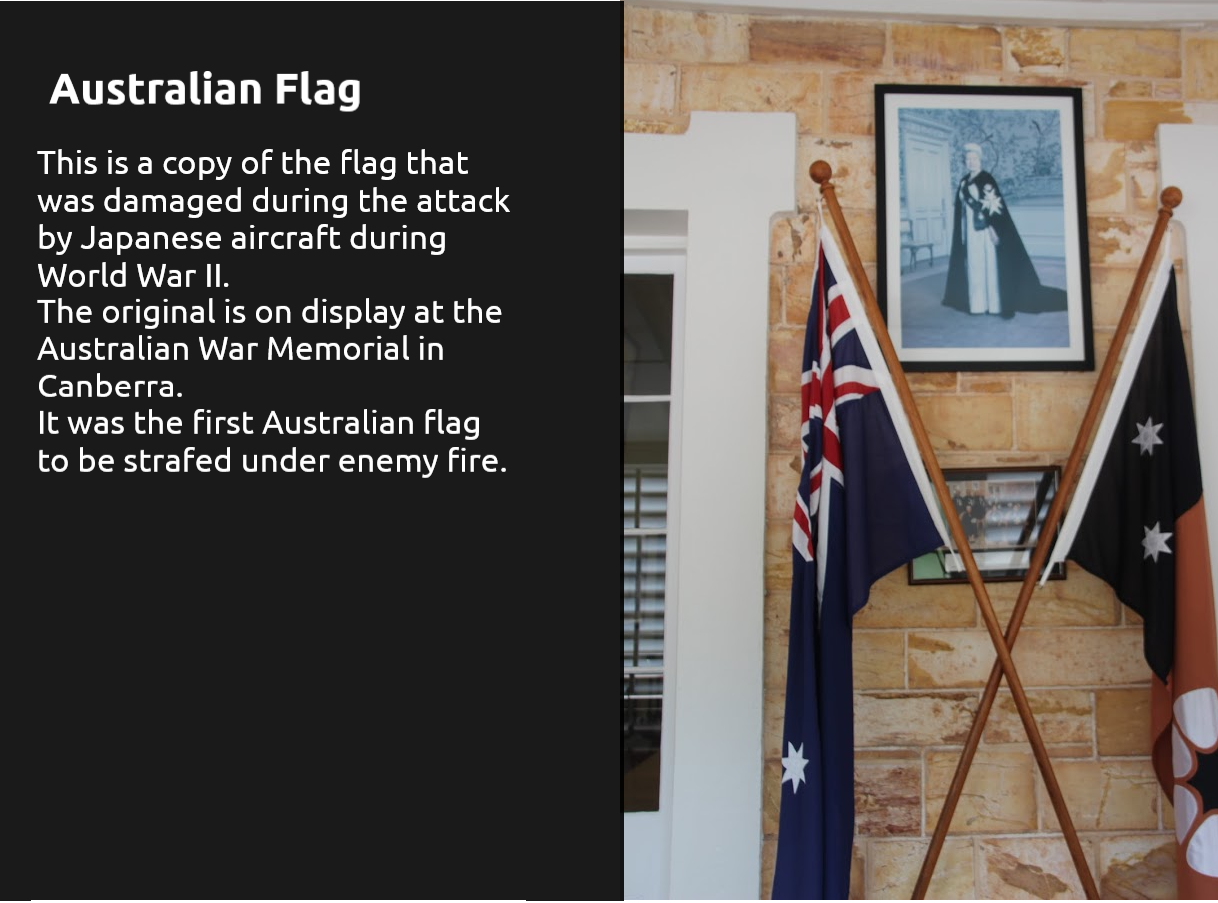 Australian Flag
This is a copy of the flag that
was damaged during the attack
by Japanese aircraft during
World War II.
The original is on display at the
Australian War Memorial in
Canberra.
It was the first Australian flag
to be strafed under enemy fire.